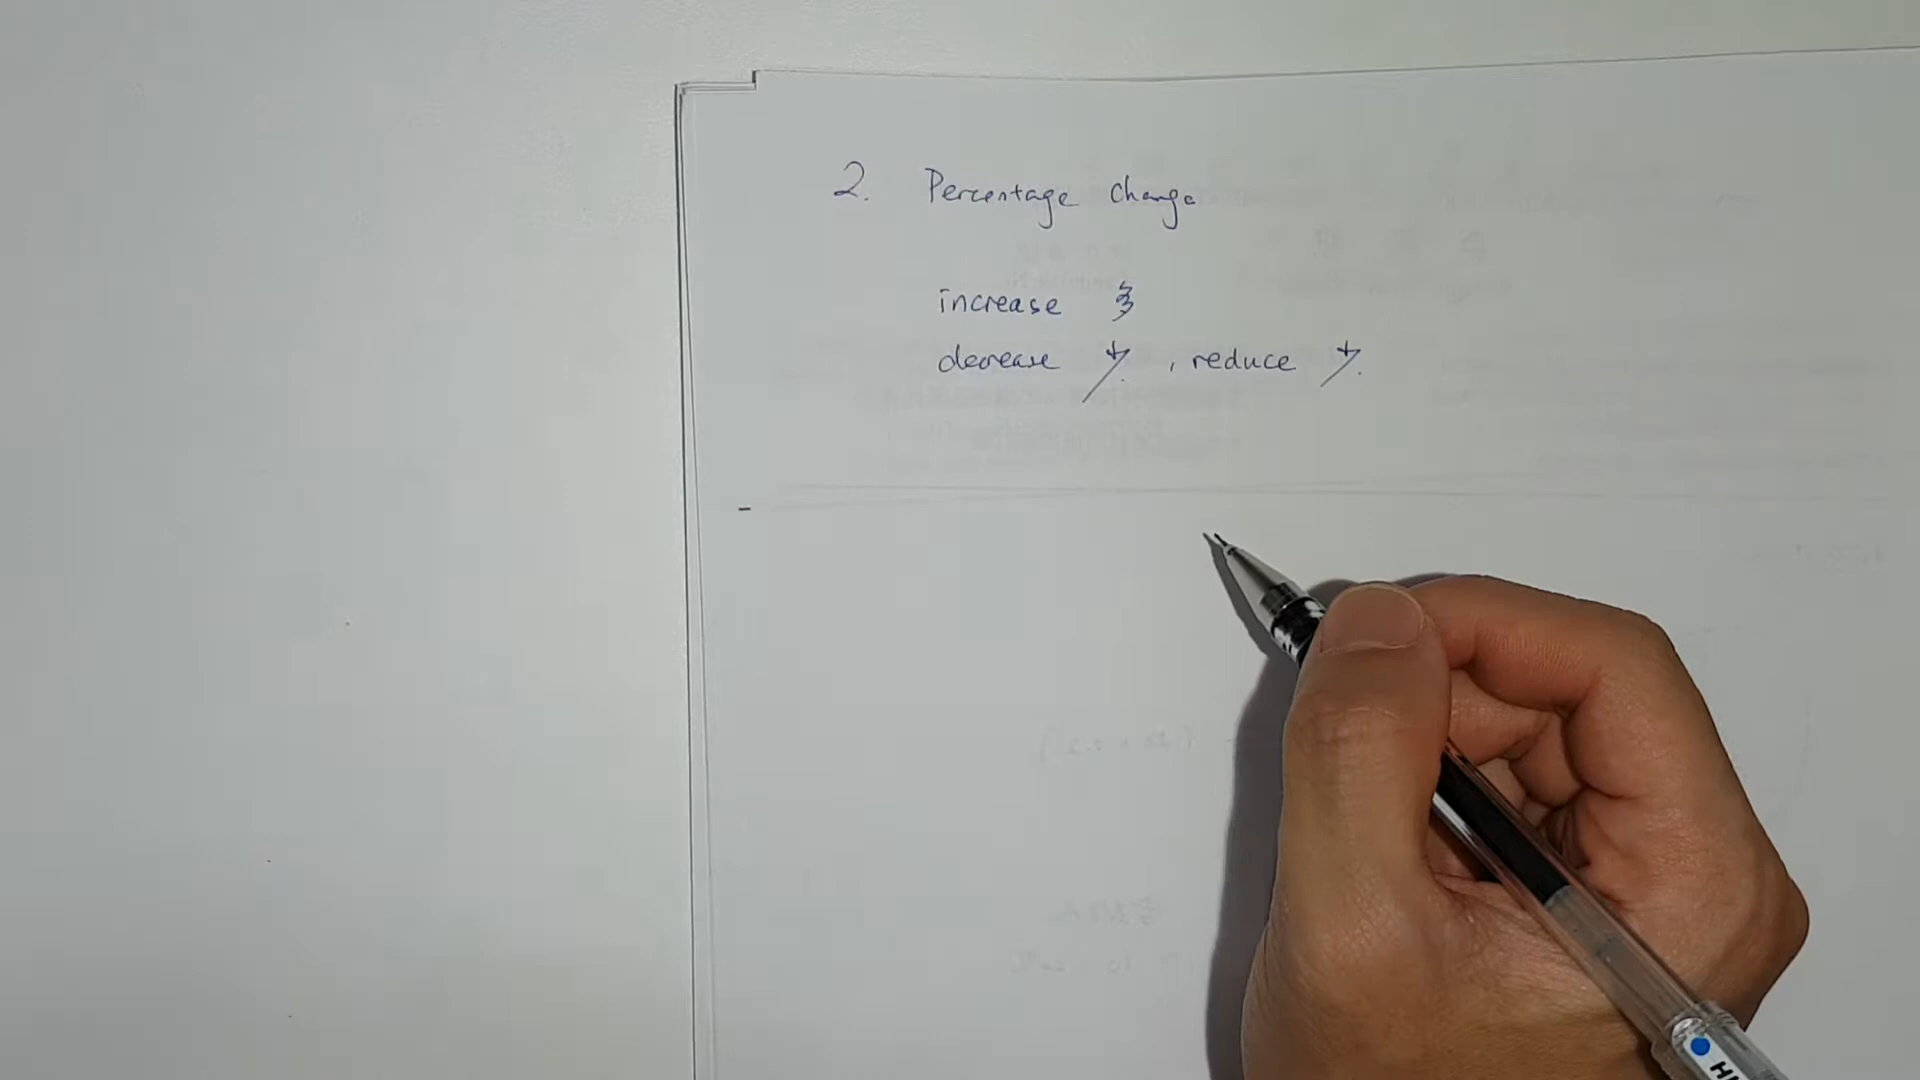 2. Percentage Change
increase 多
decrease 少, reduce 少